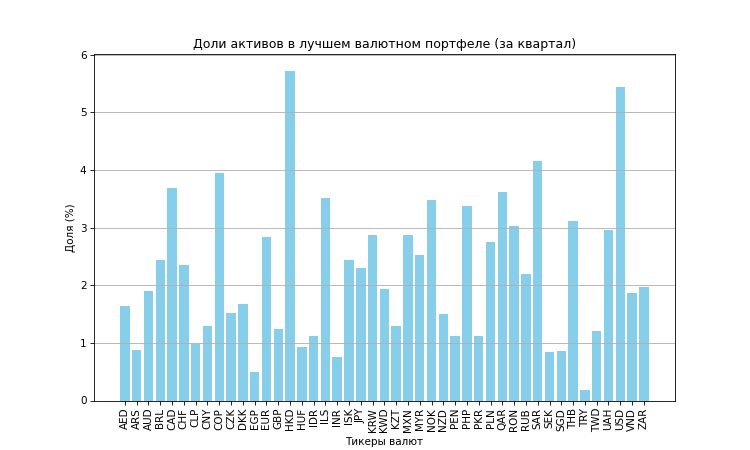 Доли активов в лучшем валютном портфеле (за квартал)
6
5
4
3
2
1
0
Доля (%)
AED ARS AUD BRL CAD CHF CLP CNY COP CZK DKK EGP EUR GBP HKD HUF IDR ILS INR ISK JPY KRW KWD KZT MXN MYR NOK NZD PEN PHP PKR PLN QAR RON RUB SAR SEK SGD THB TRY TWD UAH USD VND ZAR
Тикеры валют